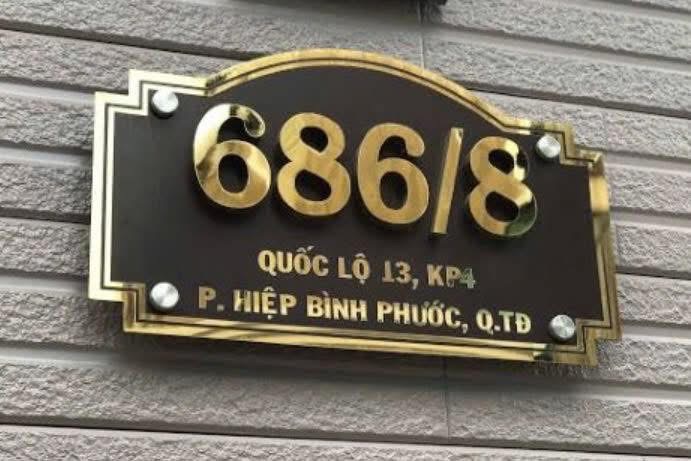 686/8
QUỐC LỘ 13, KP4
P. HIỆP BÌNH PHƯỚC, Q.TĐ